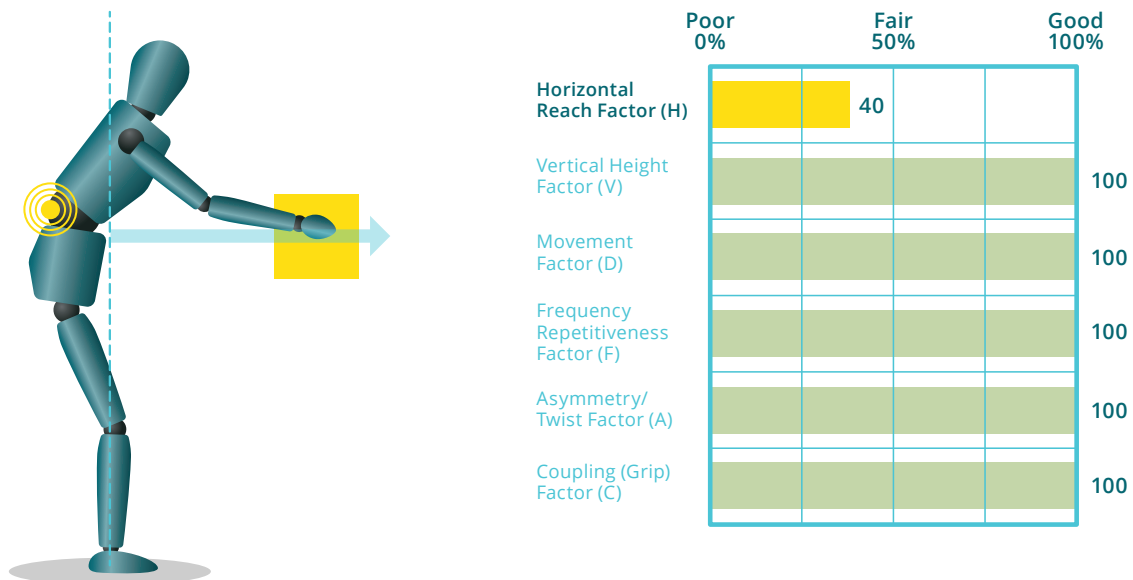 Poor
0%
Fair
50%
Good
100%
Horizontal
Reach Factor (H)
40
Vertical Height
Factor (V)
100
Movement
Factor (D)
100
Frequency
Repetitiveness
Factor (F)
100
Asymmetry/
Twist Factor (A)
100
Coupling (Grip)
Factor (C)
100